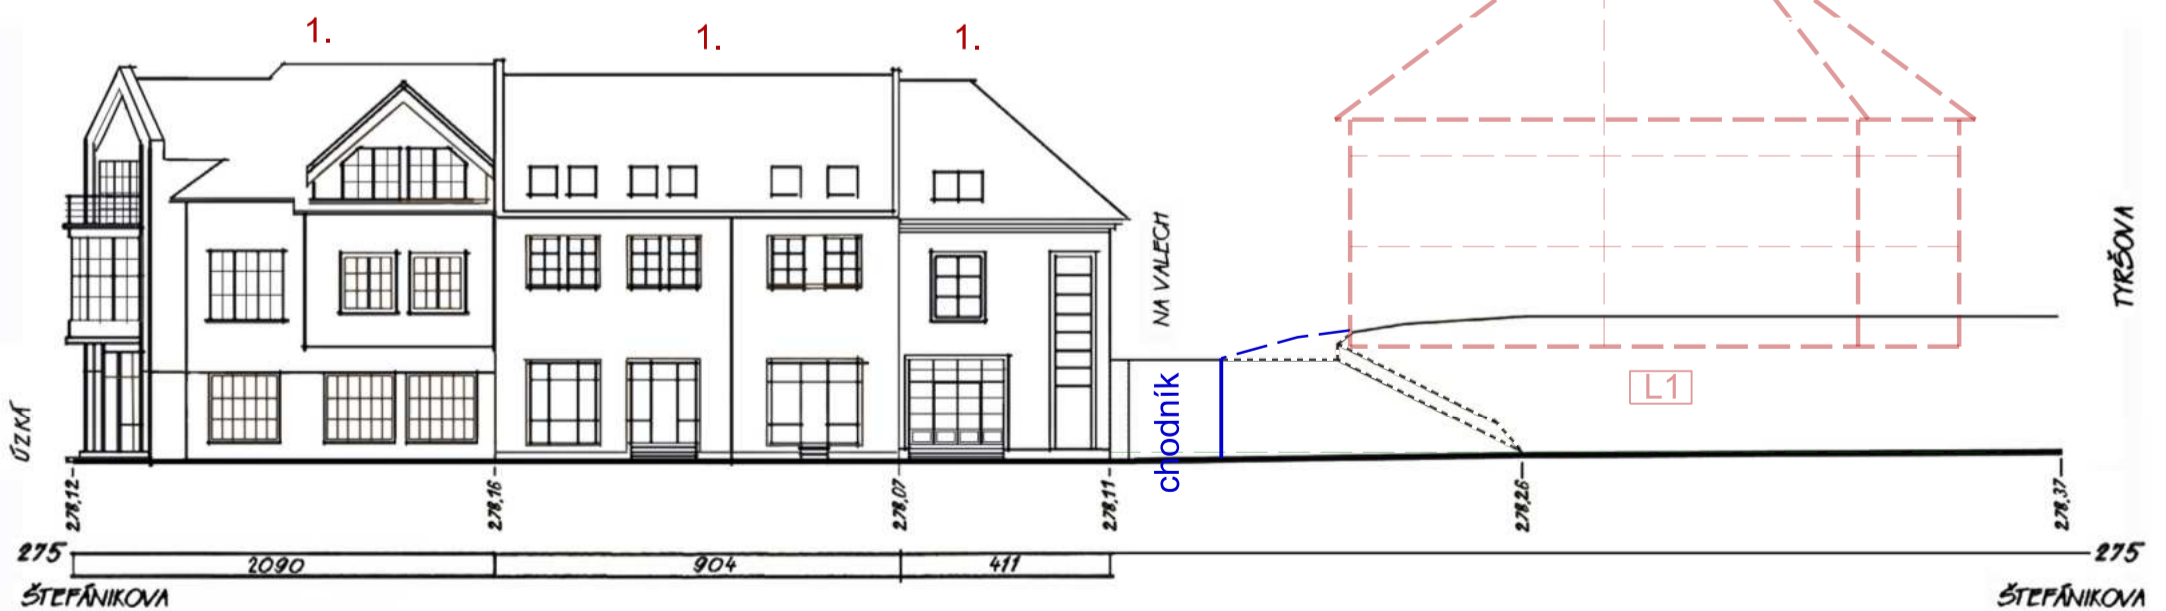 1.
1.
1.
ÚZKÁ
NA VALECH
chodník
L1
TYRŠOVA
278,12
278,16
278,07
278,11
278,26
278,37
275
2090
904
411
275
ŠTEFÁNIKOVA
ŠTEFÁNIKOVA